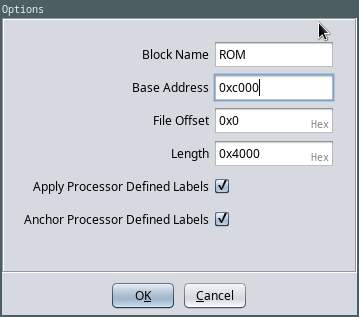 Options
Block Name ROM
Base Address 0xc000
File Offset 0x0 Hex
Length 0x4000 Hex
Apply Processor Defined Labels
Anchor Processor Defined Labels
OK Cancel